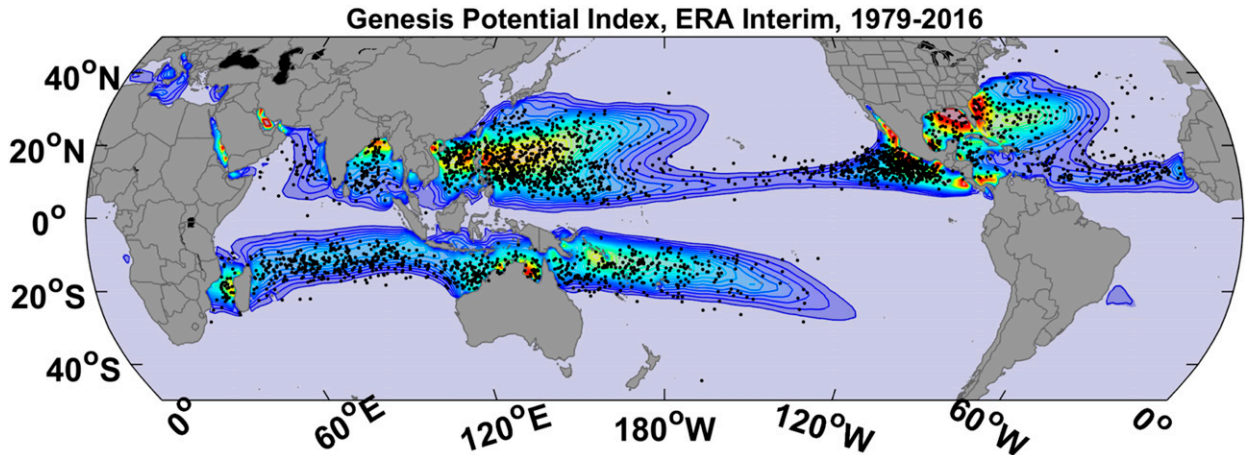 Genesis Potential Index, ERA Interim, 1979-2016
40°N
20°N
0°
20°S
40°S
0°
60°E
120°E
180°W
120°W
60°W
0°